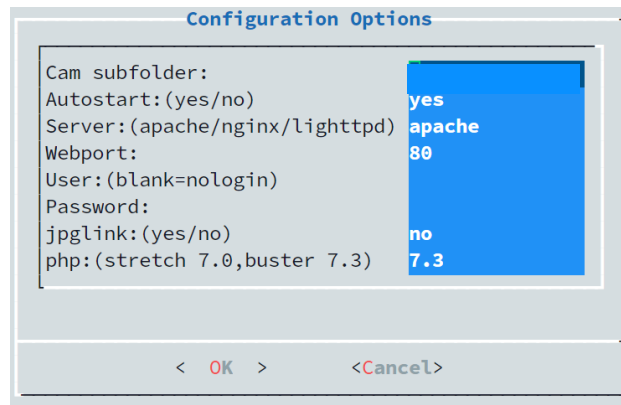 Configuration Options
Cam subfolder:
Autostart:(yes/no) yes
Server:(apache/nginx/lighttpd) apache
Webport: 80
User:(blank=nologin)
Password:
jpglink:(yes/no) no
php:(stretch 7.0,buster 7.3) 7.3
< OK > <Cancel>